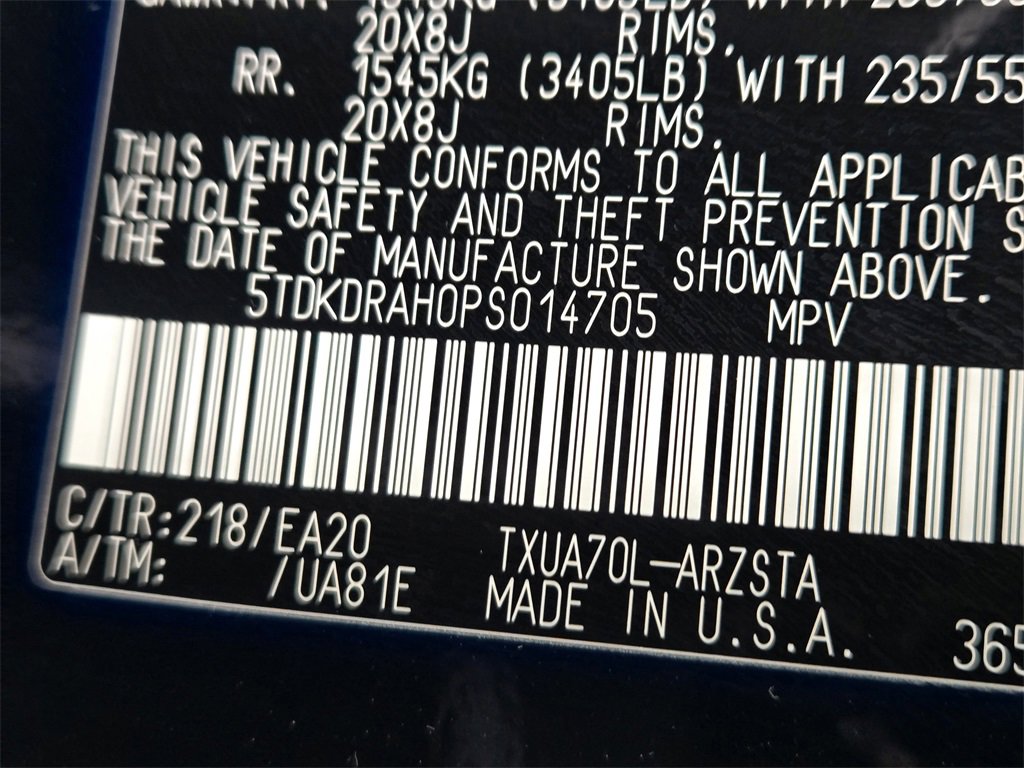 20X8J RIMS.
RR. 1545KG (3405LB) WITH 235/55
20X8J RIMS.
THIS VEHICLE CONFORMS TO ALL APPLICAB
VEHICLE SAFETY AND THEFT PREVENTION S
THE DATE OF MANUFACTURE SHOWN ABOVE.
5TDKDRAH0PS014705 MPV
C/TR:218/EA20 TXUA70L-ARZSTA
A/TM: /UA81E MADE IN U.S.A. 365